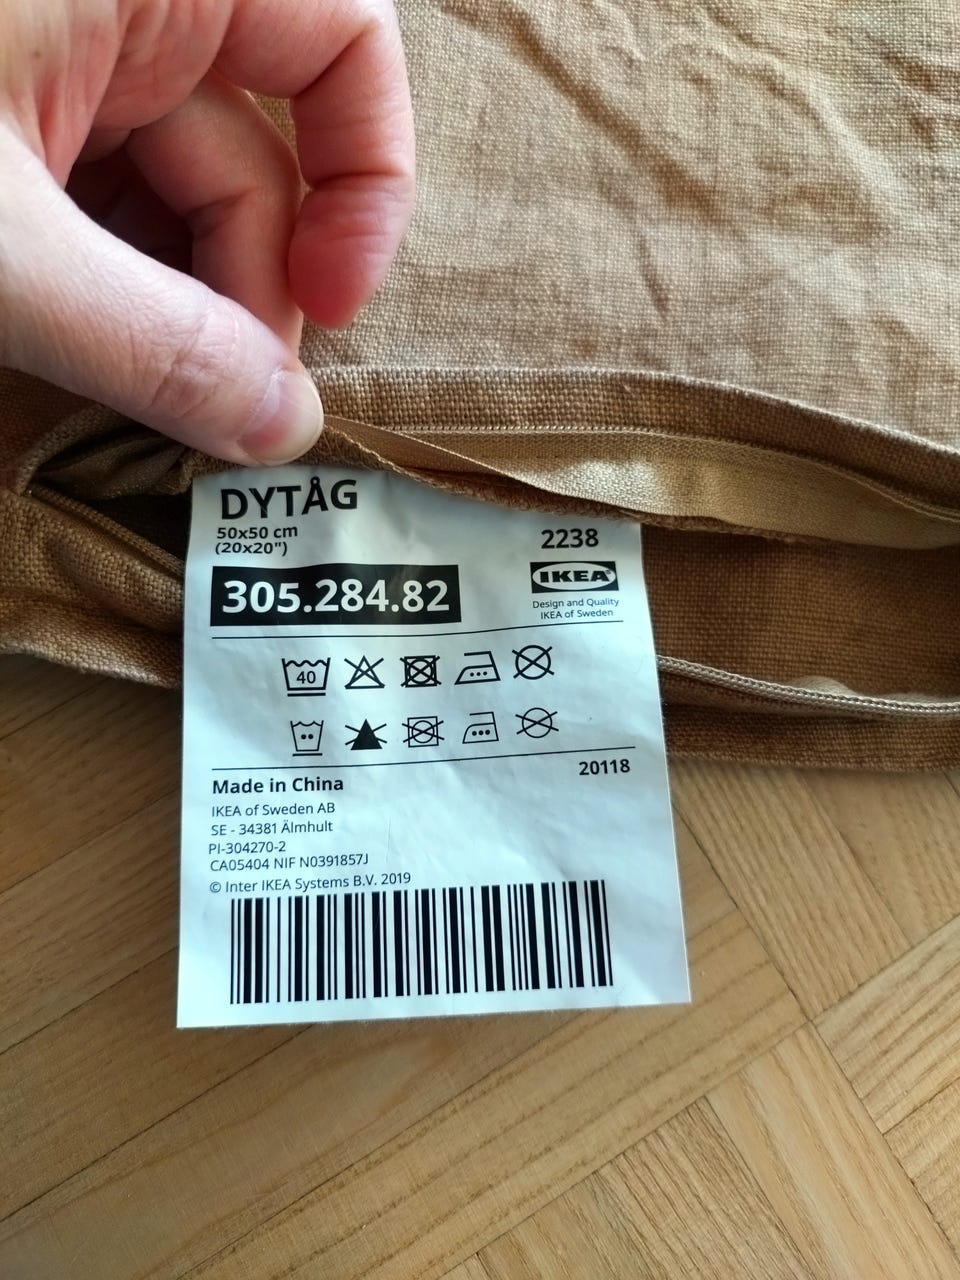 DYTÅG
50x50 cm
(20x20")
2238
305.284.82
IKEA®
Design and Quality
IKEA of Sweden
40
20118
Made in China
IKEA of Sweden AB
SE - 34381 Älmhult
PI-304270-2
CA05404 NIF N0391857J
© Inter IKEA Systems B.V. 2019